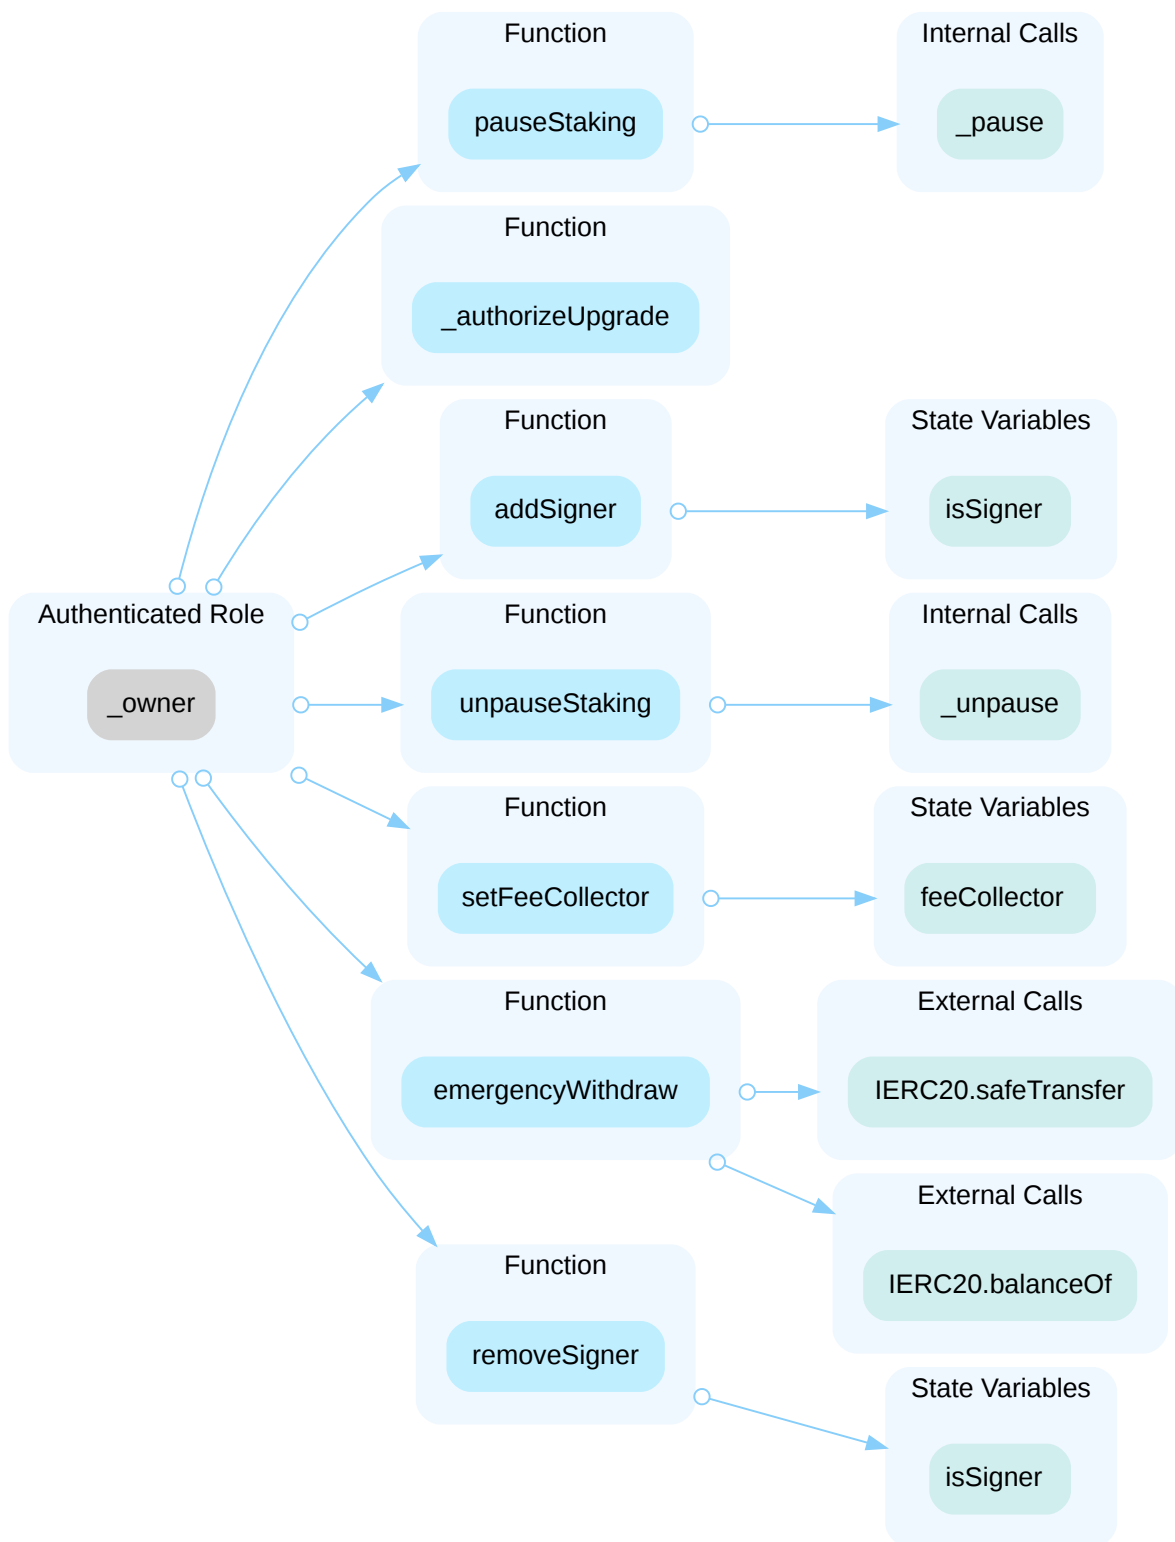 Function
Internal Calls
pauseStaking
_pause
Function
_authorizeUpgrade
Function
State Variables
addSigner
isSigner
Authenticated Role
Function
Internal Calls
_owner
unpauseStaking
_unpause
Function
State Variables
setFeeCollector
feeCollector
Function
External Calls
emergencyWithdraw
IERC20.safeTransfer
External Calls
IERC20.balanceOf
Function
removeSigner
State Variables
isSigner